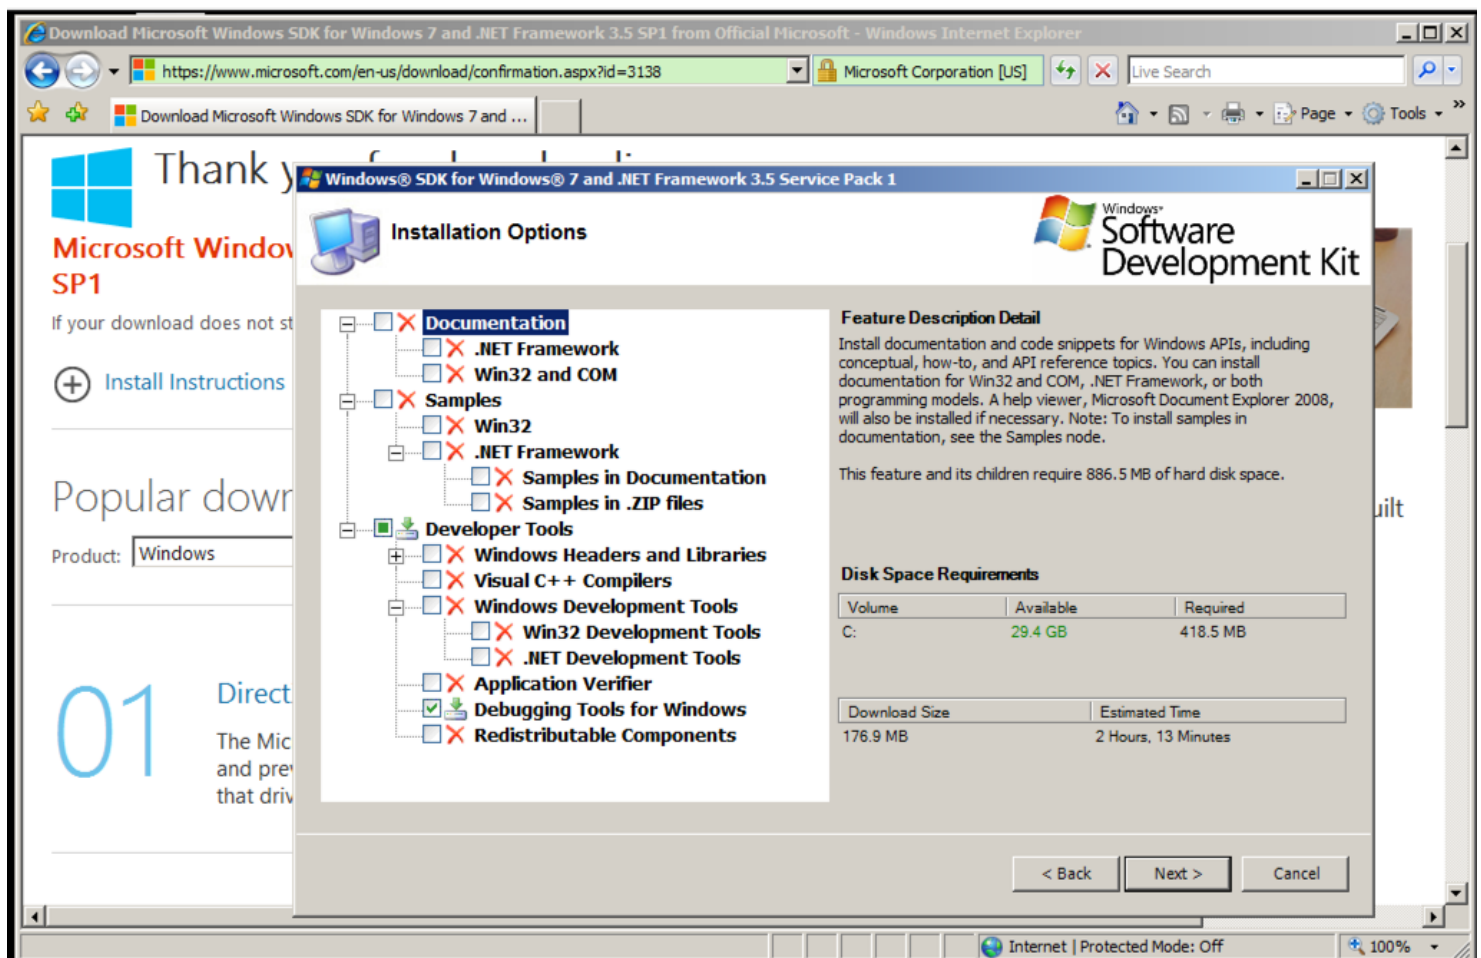 Download Microsoft Windows SDK for Windows 7 and .NET Framework 3.5 SP1 from Official Microsoft - Windows Internet Explorer
https://www.microsoft.com/en-us/download/confirmation.aspx?id=3138
Microsoft Corporation [US]
Live Search
Download Microsoft Windows SDK for Windows 7 and ...
Page
Tools
»
Thank y
Microsoft Window
SP1
If your download does not st
Install Instructions
Popular down
Product:
Windows
uilt
01
Direct
The Mic
and prev
that driv
Windows® SDK for Windows® 7 and .NET Framework 3.5 Service Pack 1
Installation Options
Windows®
Software
Development Kit
Documentation
.NET Framework
Win32 and COM
Samples
Win32
.NET Framework
Samples in Documentation
Samples in .ZIP files
Developer Tools
Windows Headers and Libraries
Visual C++ Compilers
Windows Development Tools
Win32 Development Tools
.NET Development Tools
Application Verifier
Debugging Tools for Windows
Redistributable Components
Feature Description Detail
Install documentation and code snippets for Windows APIs, including
conceptual, how-to, and API reference topics. You can install
documentation for Win32 and COM, .NET Framework, or both
programming models. A help viewer, Microsoft Document Explorer 2008,
will also be installed if necessary. Note: To install samples in
documentation, see the Samples node.
This feature and its children require 886.5 MB of hard disk space.
Disk Space Requirements
Volume Available Required
C: 29.4 GB 418.5 MB
Download Size Estimated Time
176.9 MB 2 Hours, 13 Minutes
< Back
Next >
Cancel
Internet | Protected Mode: Off
100%